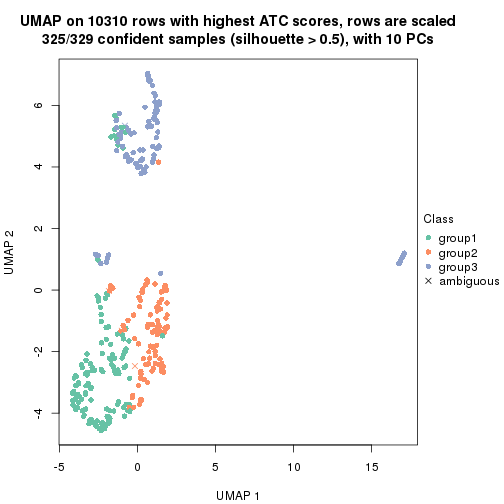 UMAP on 10310 rows with highest ATC scores, rows are scaled
325/329 confident samples (silhouette > 0.5), with 10 PCs
6
4
2
0
-2
-4
UMAP 2
-5
0
5
10
15
UMAP 1
Class
group1
group2
group3
ambiguous